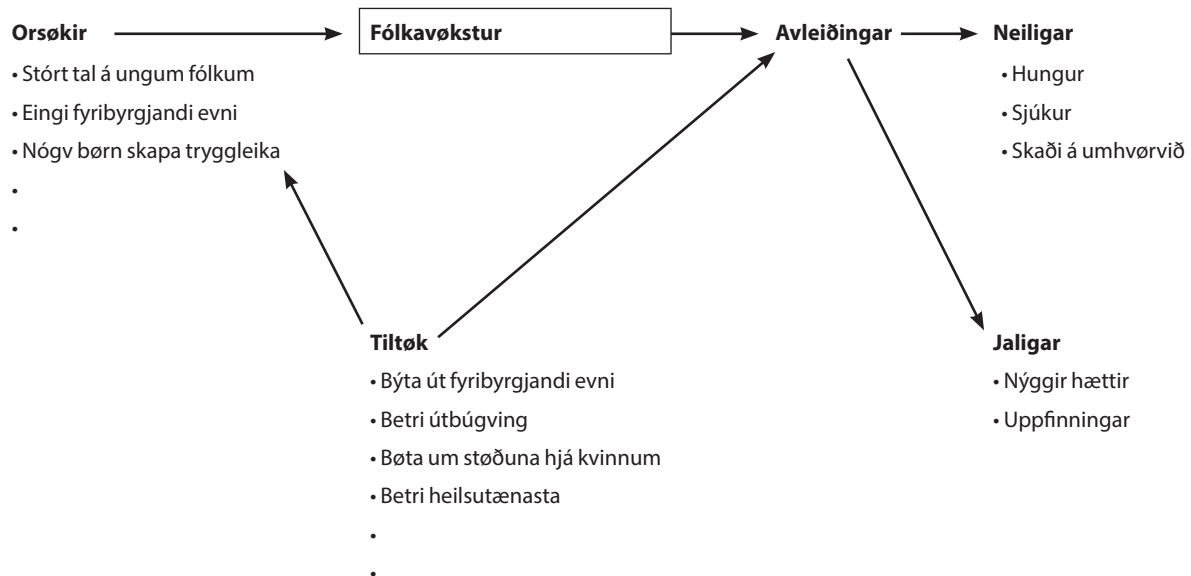 Orsøkir
• Stórt tal á ungum fólkum
• Eingi fyribyrgjandi evni
• Nógv børn skapa tryggleika
•
•
Fólkavøkstur
Avleiðingar
Neiligar
• Hungur
• Sjúkur
• Skaði á umhvørvið
Tiltøk
• Býta út fyribyrgjandi evni
• Betri útbúgving
• Bøta um støðuna hjá kvinnum
• Betri heilsutænasta
•
•
Jaligar
• Nýggir hættir
• Uppfinningar